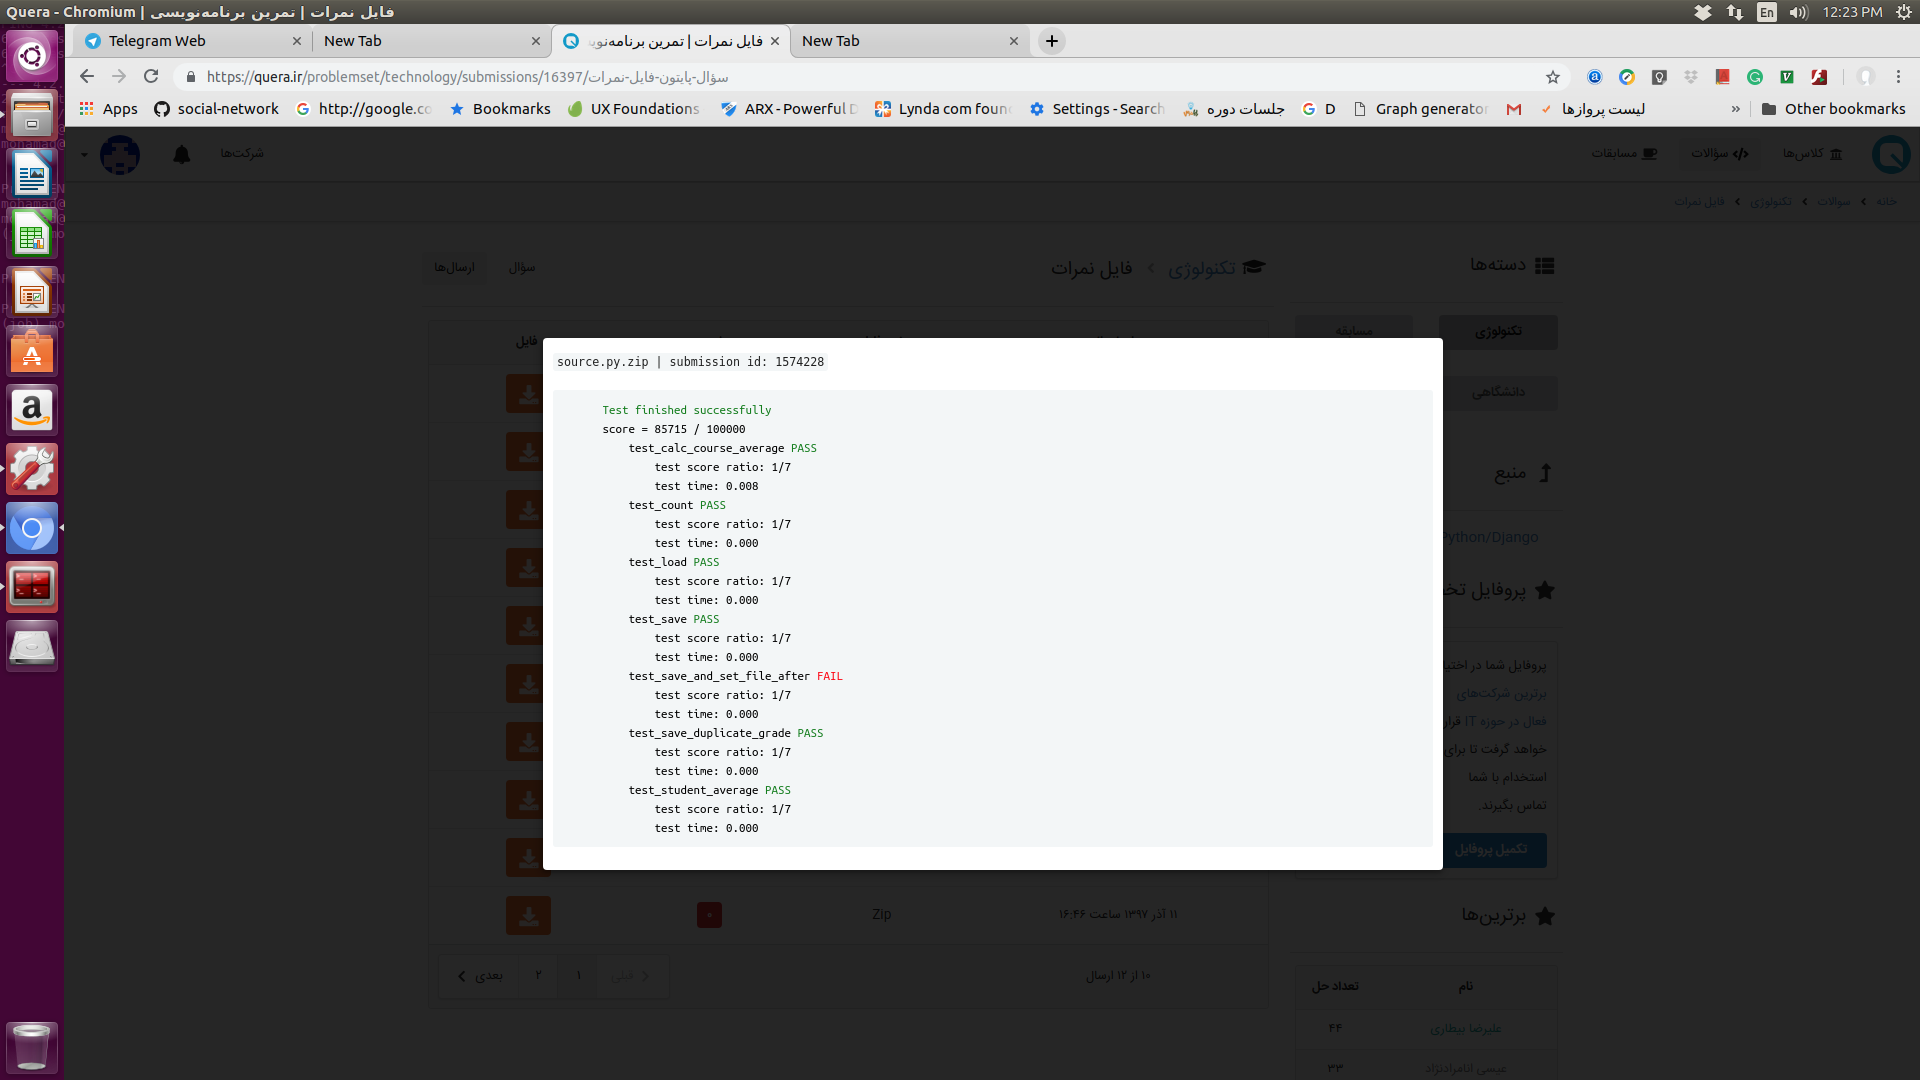 Quera - Chromium | فایل نمرات | تمرین برنامه‌نویسی
En
12:23 PM
Telegram Web
New Tab
فایل نمرات | تمرین برنامه‌نوی
New Tab
https://quera.ir/problemset/technology/submissions/16397/سؤال-پایتون-فایل-نمرات
Apps
social-network
http://google.co
Bookmarks
UX Foundations
ARX - Powerful D
Lynda com foun
Settings - Search
جلسات دوره
D
Graph generator
لیست پروازها
»
Other bookmarks
کلاس‌ها
سؤالات
مسابقات
شرکت‌ها
خانه
سوالات
تکنولوژی
فایل نمرات
دسته‌ها
تکنولوژی
فایل نمرات
سؤال
ارسال‌ها
تکنولوژی
مسابقه
فایل
دانشگاهی
source.py.zip | submission id: 1574228
Test finished successfully
score = 85715 / 100000
test_calc_course_average PASS
test score ratio: 1/7
test time: 0.008
test_count PASS
test score ratio: 1/7
test time: 0.000
test_load PASS
test score ratio: 1/7
test time: 0.000
test_save PASS
test score ratio: 1/7
test time: 0.000
test_save_and_set_file_after FAIL
test score ratio: 1/7
test time: 0.000
test_save_duplicate_grade PASS
test score ratio: 1/7
test time: 0.000
test_student_average PASS
test score ratio: 1/7
test time: 0.000
منبع
Python/Django
پروفایل
پروفایل شما در
برترین شرکت‌های
فعال در حوزه IT قرار
خواهد گرفت تا برای
استخدام با شما
تماس بگیرند.
تکمیل پروفایل
برترین‌ها
نام
تعداد حل
علیرضا بیطاری
۴۴
عیسی انامرادنژاد
۳۳
۱۱ آذر ۱۳۹۷ ساعت ۱۶:۴۶
Zip
۰
۱۰ از ۱۲ ارسال
قبلی
۱
۲
بعدی